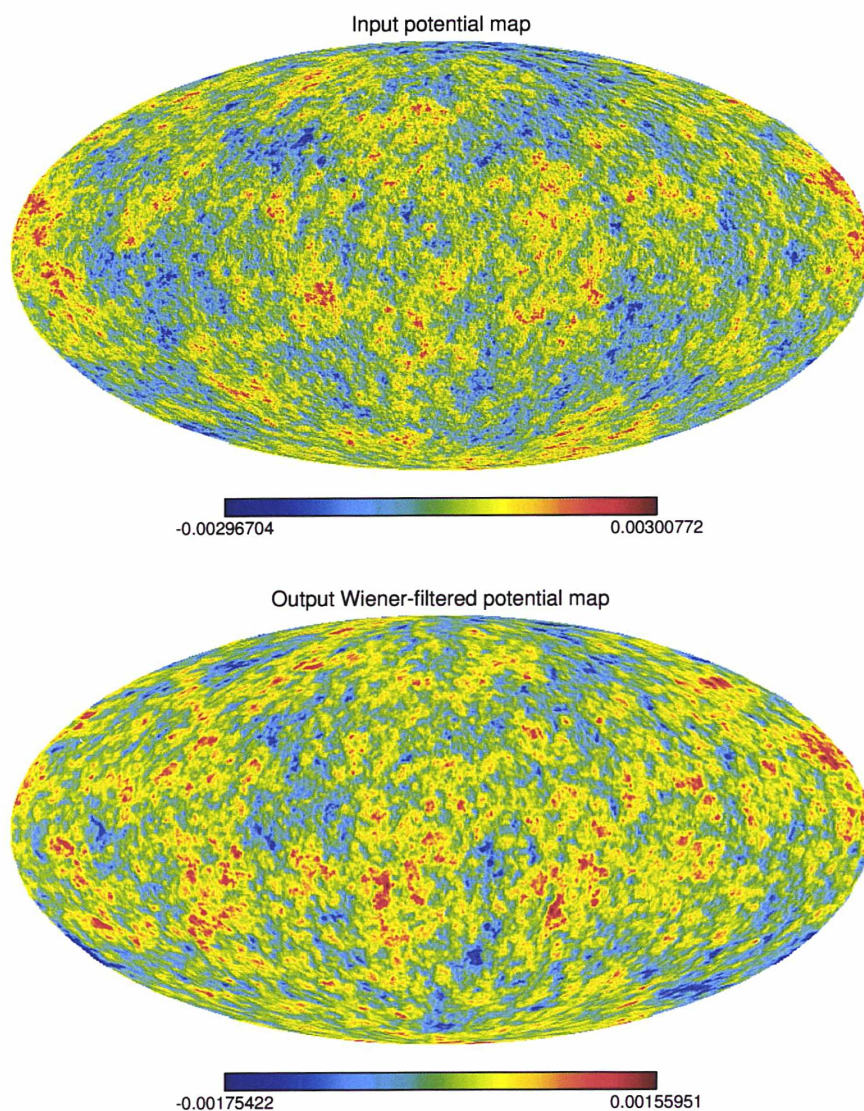 Input potential map
-0.00296704
0.00300772
Output Wiener-filtered potential map
-0.00175422
0.00155951